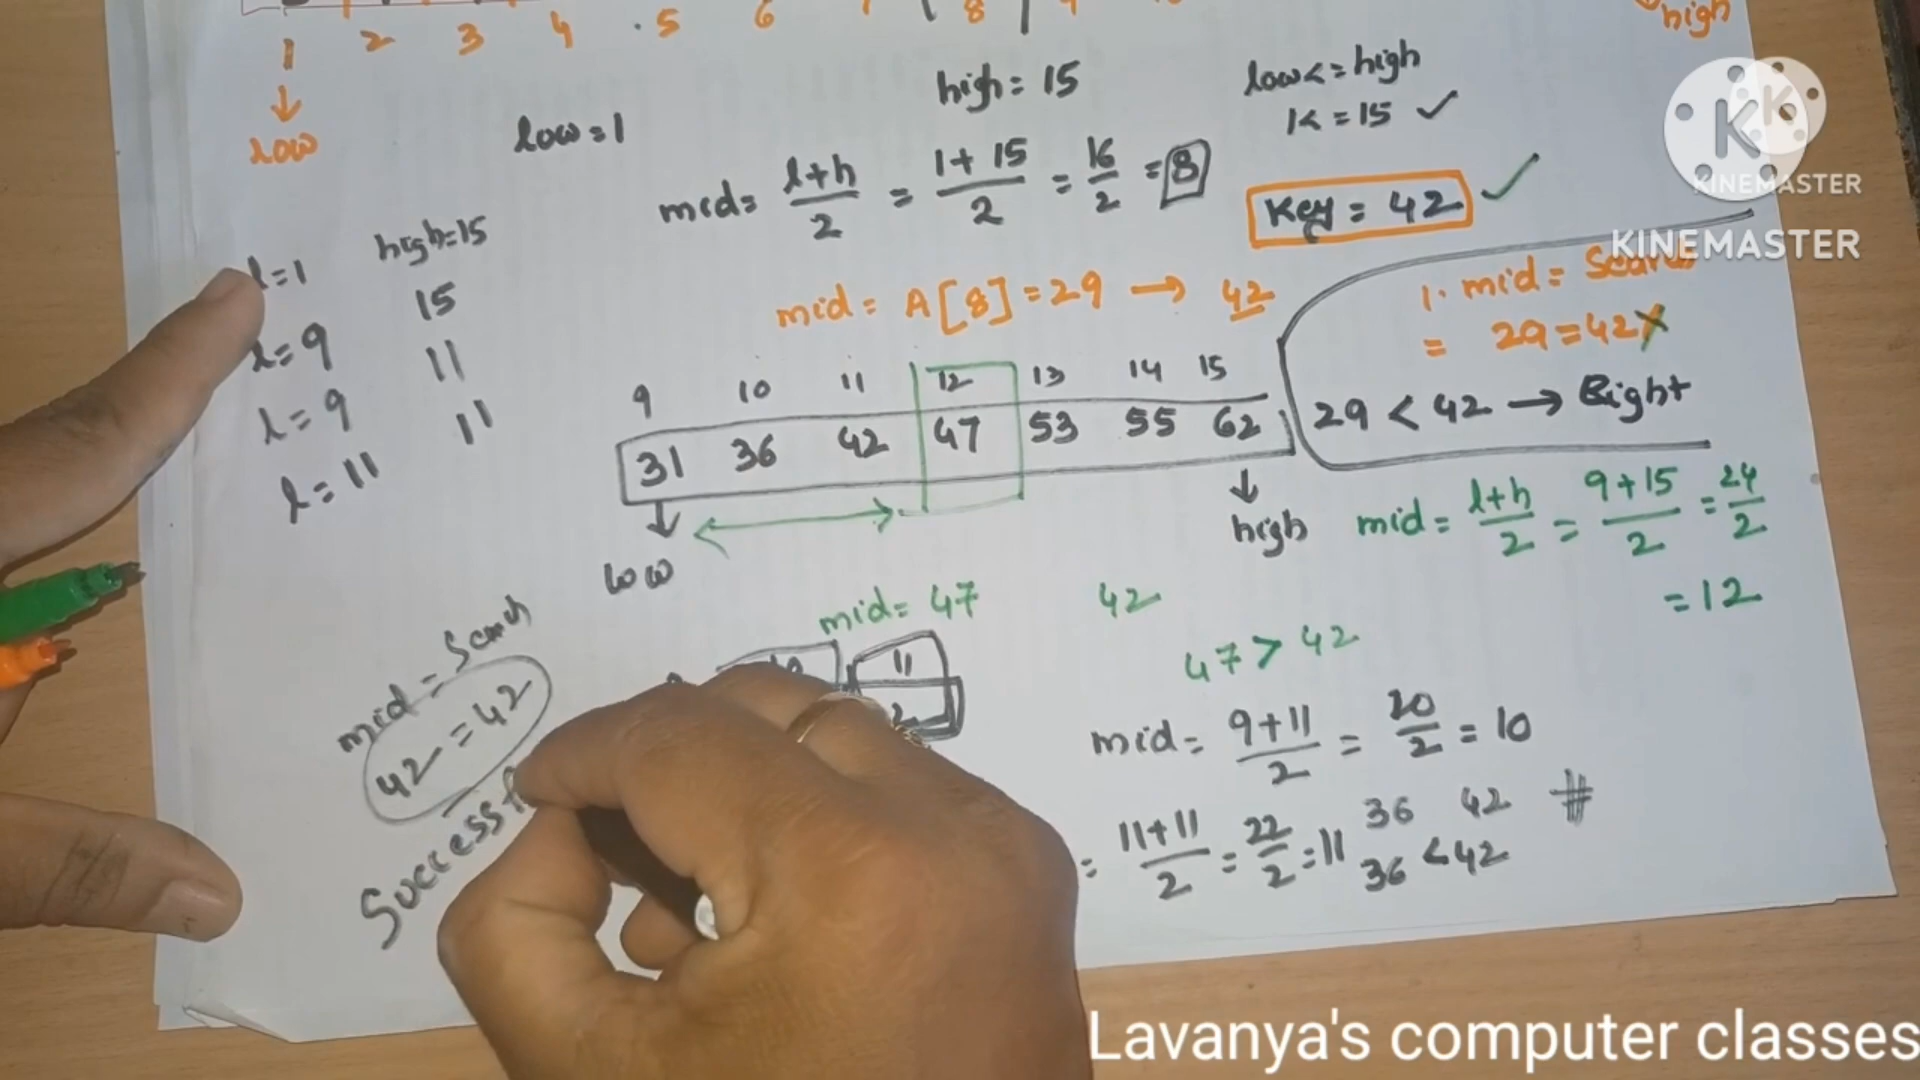 1 2 3 4 5 6 8
high
low
low=1
high=15
low<=high
1<=15 ✓
mid= l+h/2 = 1+15/2 = 16/2 =8
Key=42 ✓
l=1 high=15
15
l=9 11
l=9 11
l=11
mid= A[8]=29 → 42
1. mid=
= 29=42 X
29<42 → Right
9 10 11 12 13 14 15
31 36 42 47 53 55 62
low
high
mid= l+h/2 = 9+15/2 = 24/2
=12
mid=47 42
47>42
11
mid= 9+11/2 = 20/2 = 10
= 11+11/2 = 22/2 =11
36 42
36<42
mid=
42=42
KINEMASTER
KINEMASTER
Lavanya's computer classes